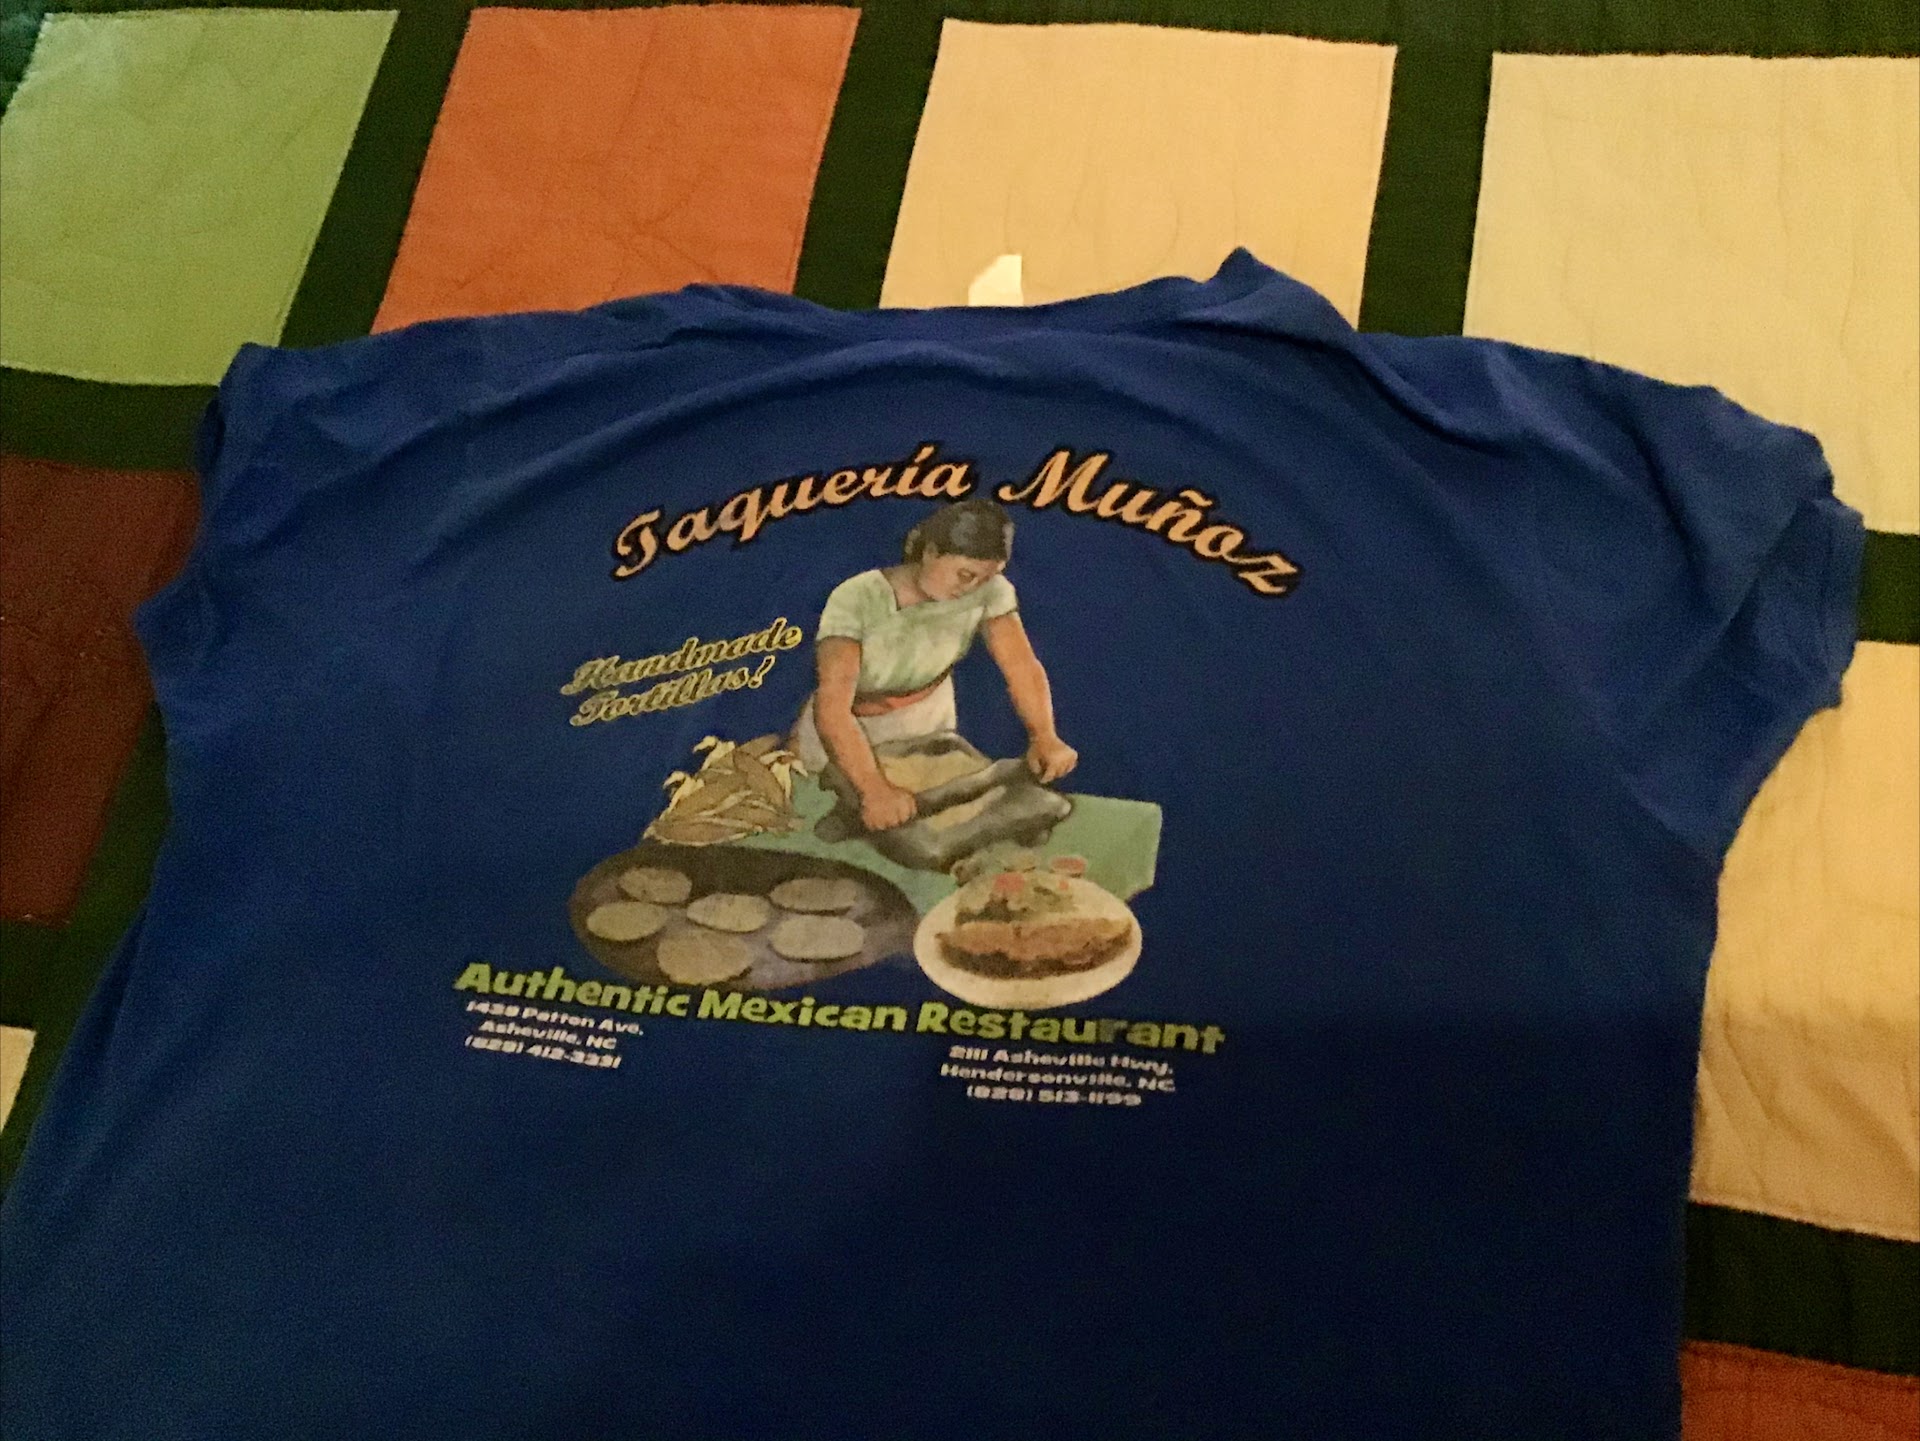 Taquería Muñoz
Handmade
Tortillas!
Authentic Mexican Restaurant
Patton Ave.
Asheville, NC
(828) 412-3331
2111 Asheville Hwy.
Hendersonville, NC
(828) 513-1199